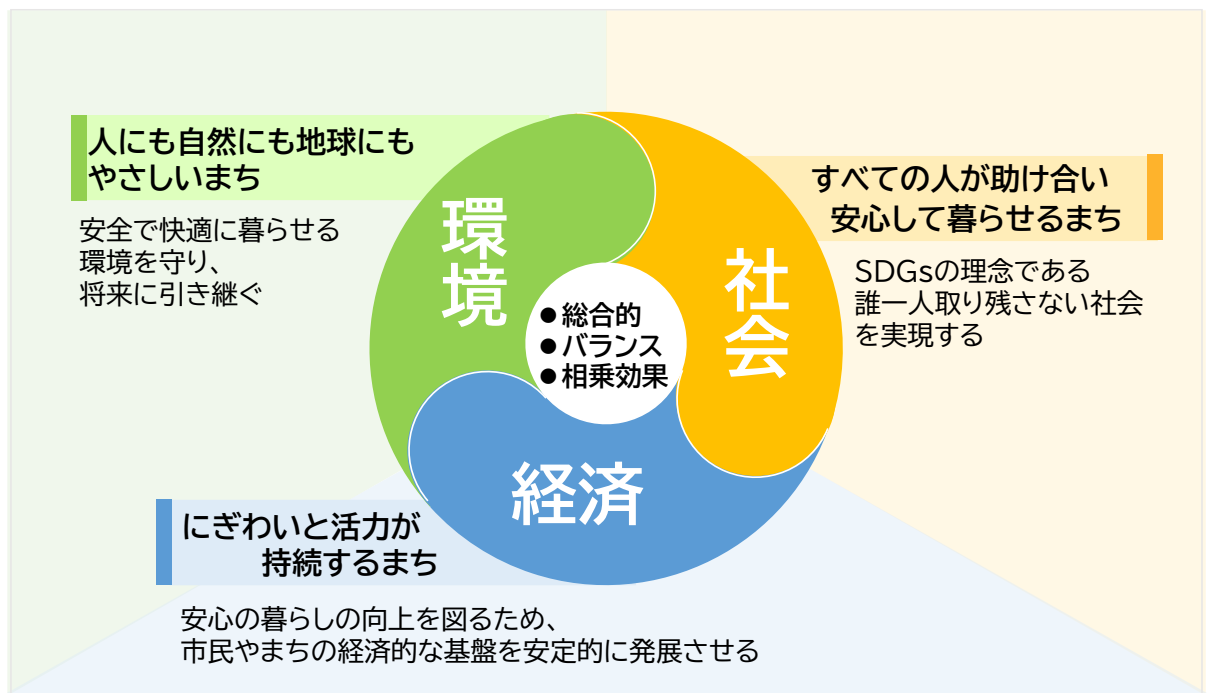 人にも自然にも地球にも
やさしいまち
安全で快適に暮らせる
環境を守り、
将来に引き継ぐ
環境
すべての人が助け合い
安心して暮らせるまち
SDGsの理念である
誰一人取り残さない社会
を実現する
社会
●総合的
●バランス
●相乗効果
経済
にぎわいと活力が
持続するまち
安心の暮らしの向上を図るため、
市民やまちの経済的な基盤を安定的に発展させる